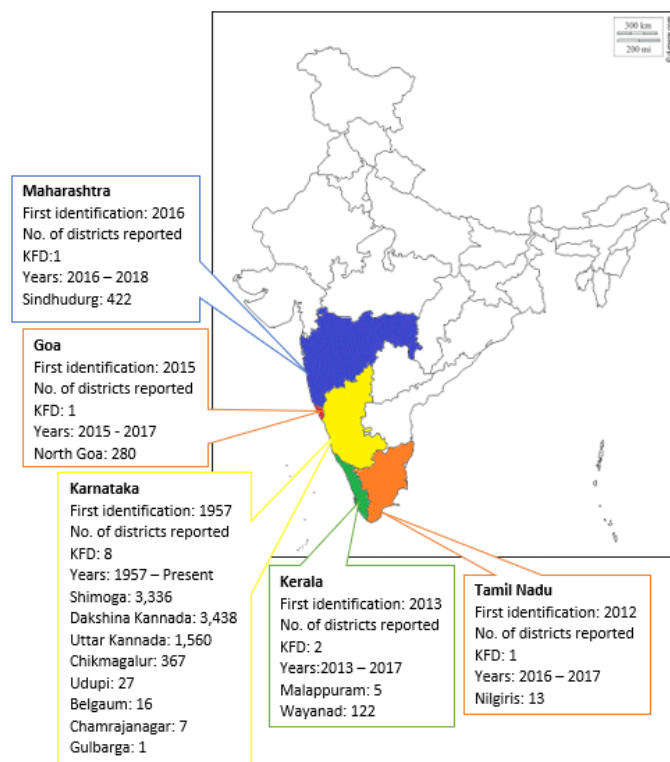 300 km
200 mi
Maharashtra
First identification: 2016
No. of districts reported
KFD:1
Years: 2016 – 2018
Sindhudurg: 422
Goa
First identification: 2015
No. of districts reported
KFD: 1
Years: 2015 - 2017
North Goa: 280
Karnataka
First identification: 1957
No. of districts reported
KFD: 8
Years: 1957 – Present
Shimoga: 3,336
Dakshina Kannada: 3,438
Uttar Kannada: 1,560
Chikmagalur: 367
Udupi: 27
Belgaum: 16
Chamrajanagar: 7
Gulbarga: 1
Kerala
First identification: 2013
No. of districts reported
KFD: 2
Years:2013 – 2017
Malappuram: 5
Wayanad: 122
Tamil Nadu
First identification: 2012
No. of districts reported
KFD: 1
Years: 2016 – 2017
Nilgiris: 13